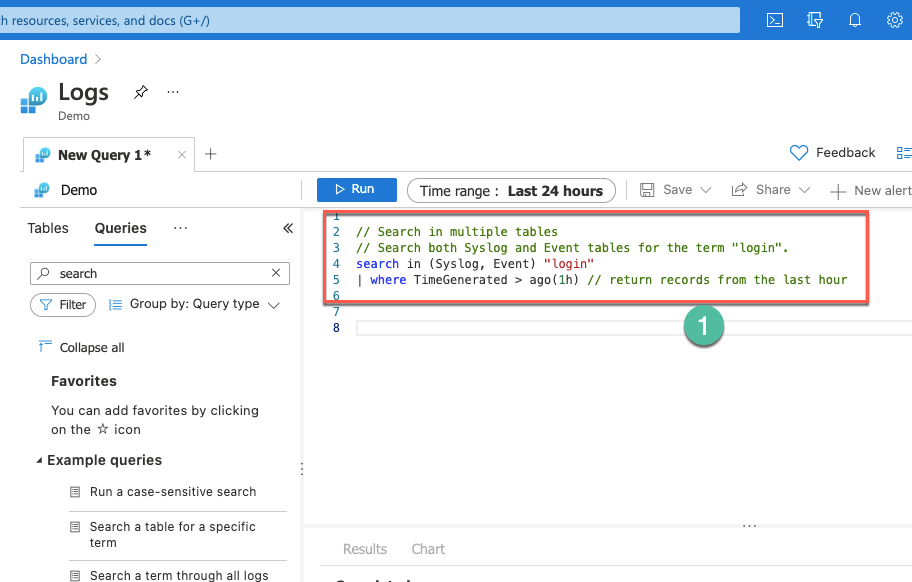 h resources, services, and docs (G+/)
Dashboard
Logs
Demo
New Query 1*
Feedback
Demo
Run
Time range : Last 24 hours
Save
Share
New alert
Tables
Queries
search
Filter
Group by: Query type
Collapse all
Favorites
You can add favorites by clicking
on the ☆ icon
Example queries
Run a case-sensitive search
Search a table for a specific
term
Search a term through all logs
1
2 // Search in multiple tables
3 // Search both Syslog and Event tables for the term "login".
4 search in (Syslog, Event) "login"
5 | where TimeGenerated > ago(1h) // return records from the last hour
6
7
8
1
Results
Chart